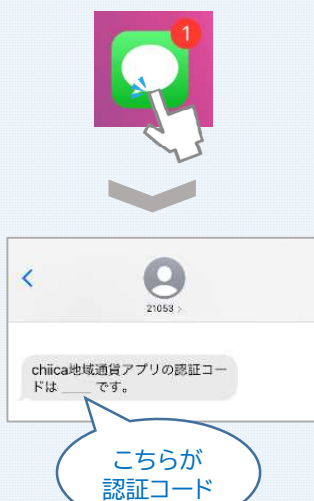 1
21053 >
chiica地域通貨アプリの認証コー
ドは ____ です。
こちらが
認証コード